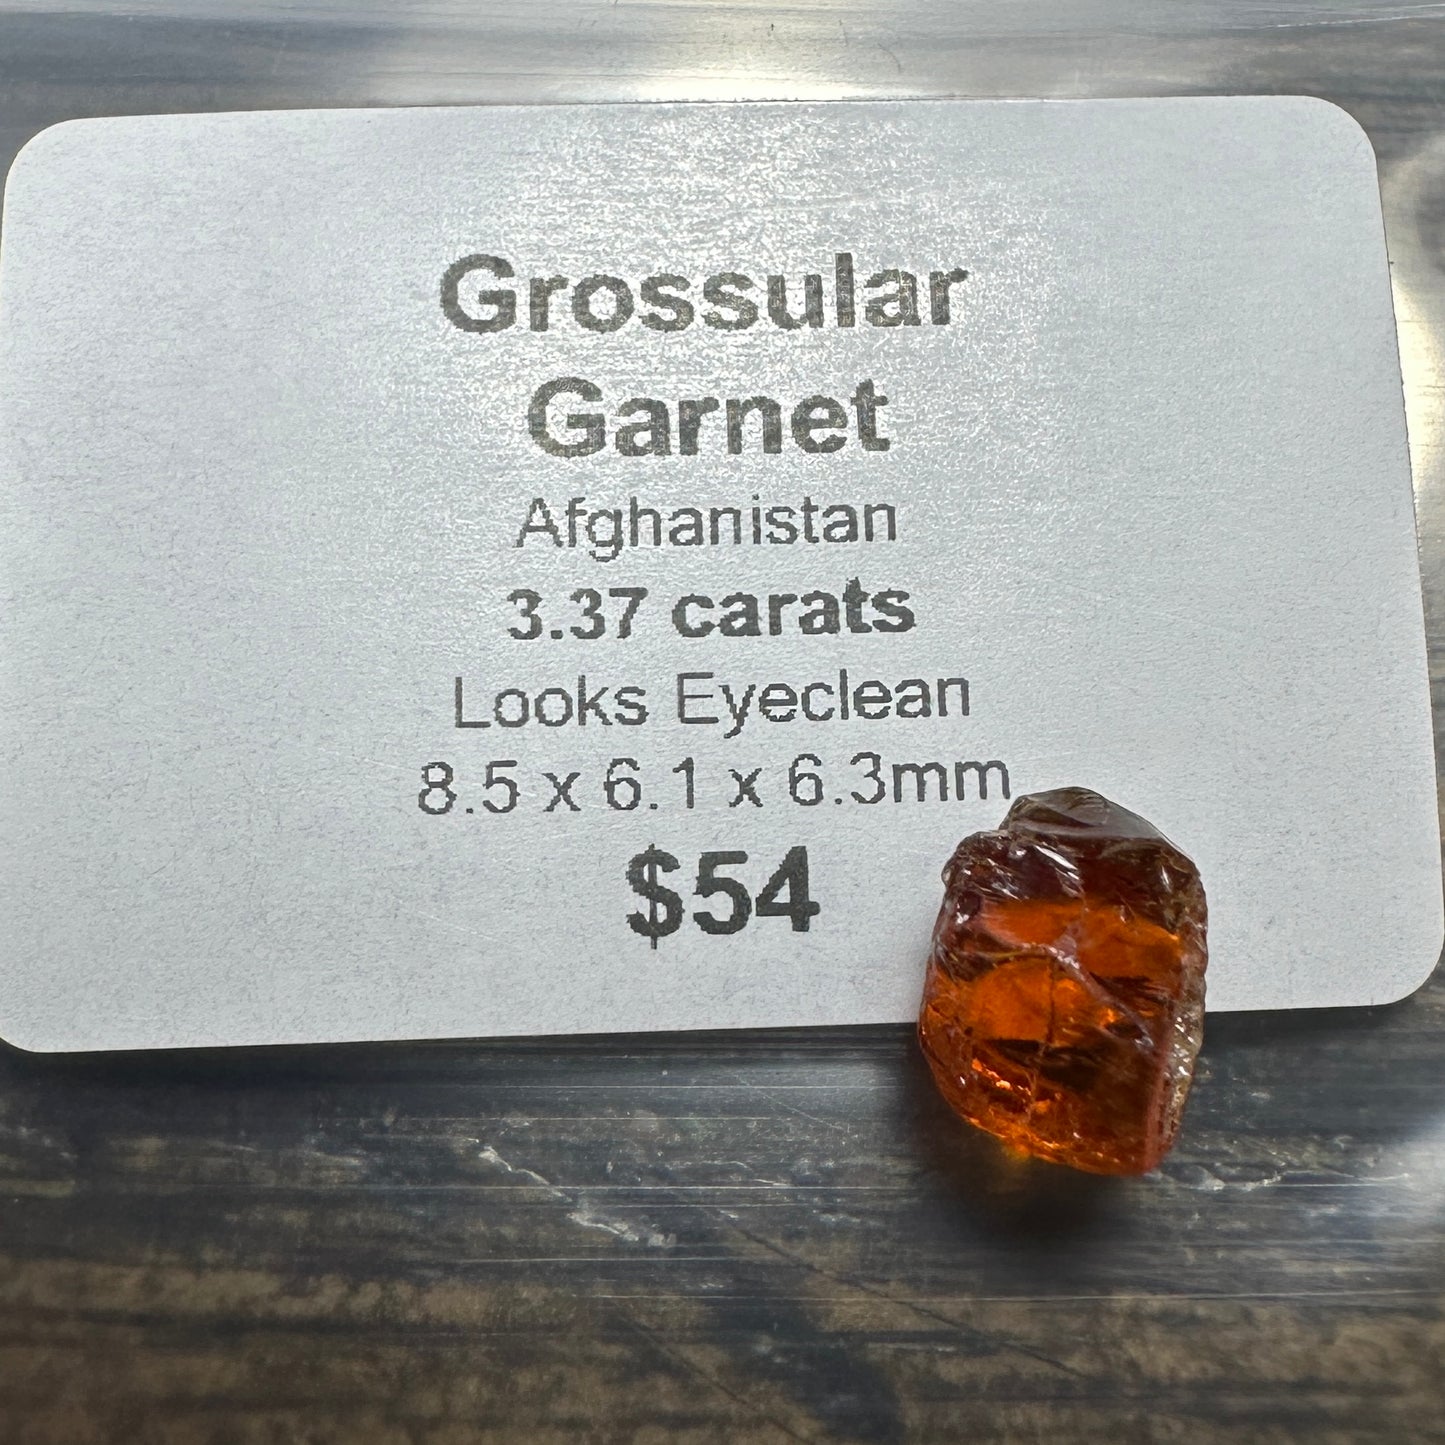 Grossular
Garnet
Afghanistan
3.37 carats
Looks Eyeclean
8.5 x 6.1 x 6.3mm
$54